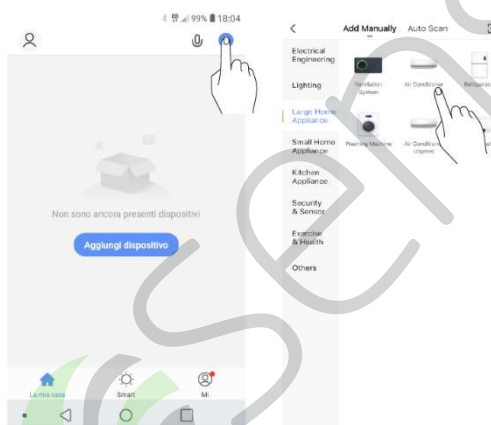 99% 18:04
Non sono ancora presenti dispositivi
Aggiungi dispositivo
La mia casa
Smart
Mi
Add Manually Auto Scan
Electrical
Engineering
Lighting
Large Home
Appliance
Small Home
Appliance
Kitchen
Appliance
Security
& Sensor
Exercise
& Health
Others
Ventilation
System
Air Conditioner
Washing Machine
Air Conditioner